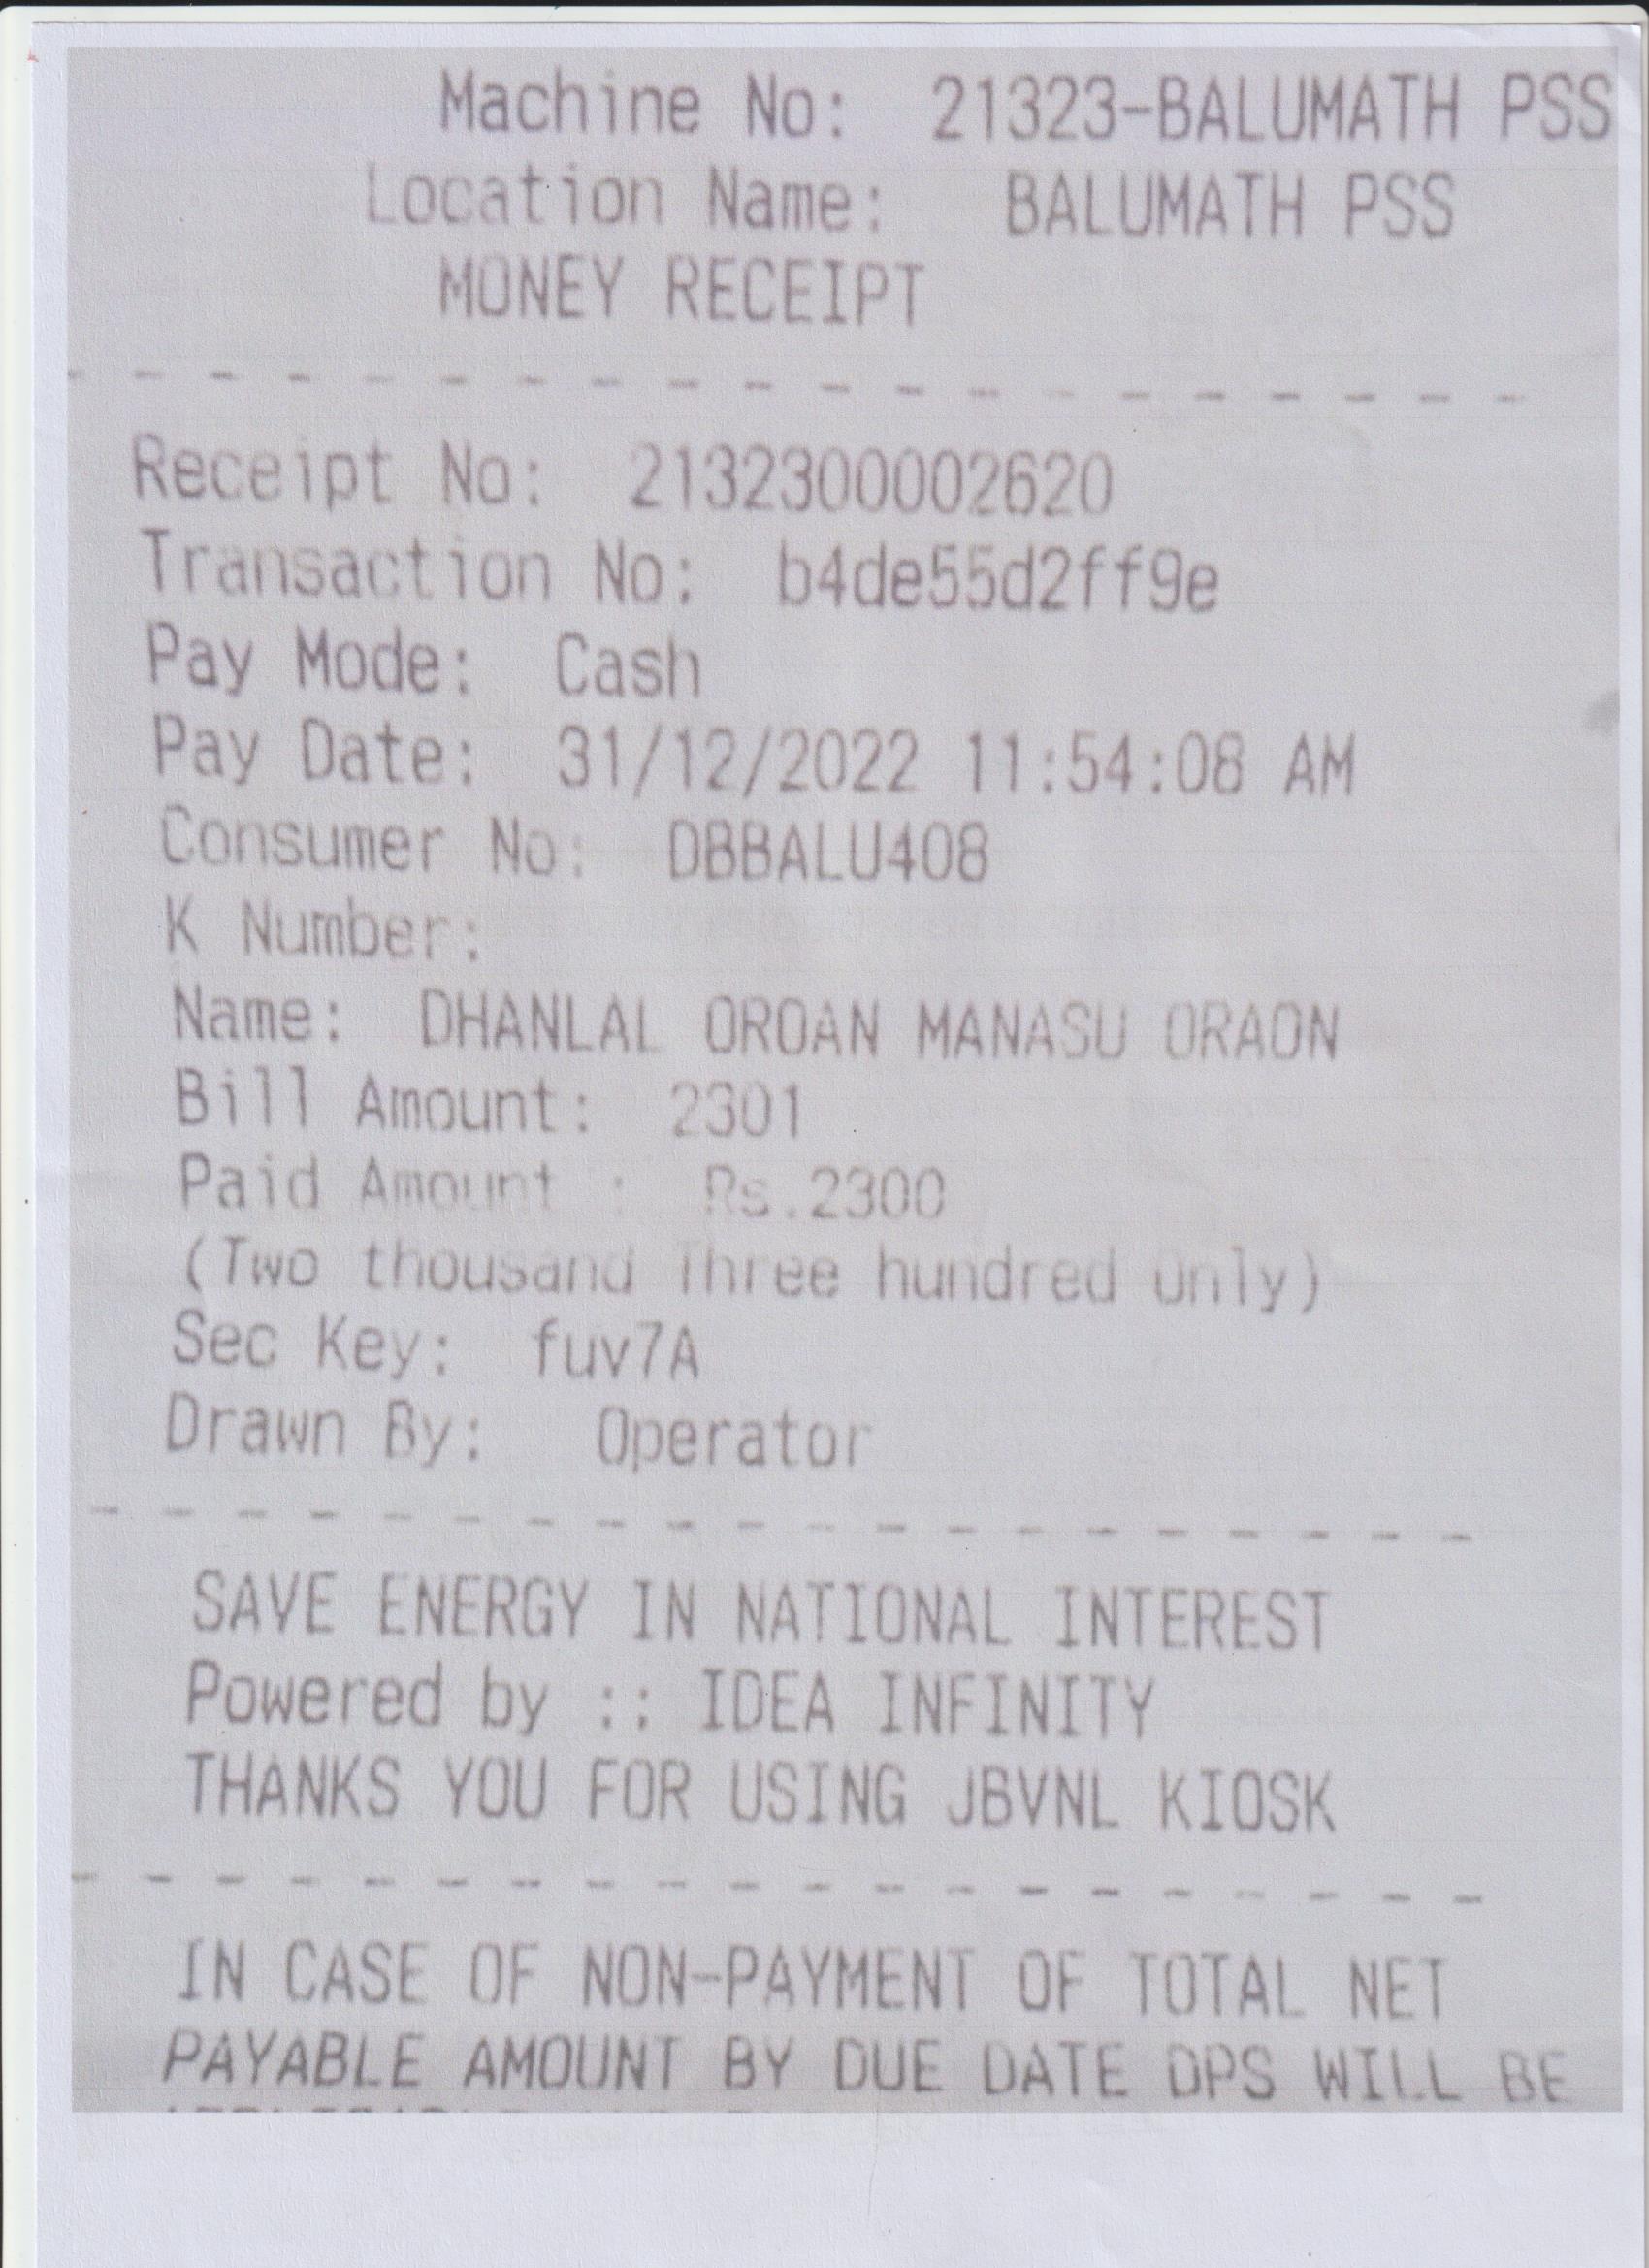 Machine No: 21323-BALUMATH PSS
Location Name: BALUMATH PSS
MONEY RECEIPT
- - - - - - - - - - - - - - - - - - - -
Receipt No: 2132300002620
Transaction No: b4de55d2ff9e
Pay Mode: Cash
Pay Date: 31/12/2022 11:54:08 AM
Consumer No: DBBALU408
K Number:
Name: DHANLAL OROAN MANASU ORAON
Bill Amount: 2301
Paid Amount : Rs.2300
(Two thousand Three hundred Only)
Sec Key: fuv7A
Drawn By: Operator
- - - - - - - - - - - - - - - - - - - -
SAVE ENERGY IN NATIONAL INTEREST
Powered by :: IDEA INFINITY
THANKS YOU FOR USING JBVNL KIOSK
- - - - - - - - - - - - - - - - - - - -
IN CASE OF NON-PAYMENT OF TOTAL NET
PAYABLE AMOUNT BY DUE DATE DPS WILL BE